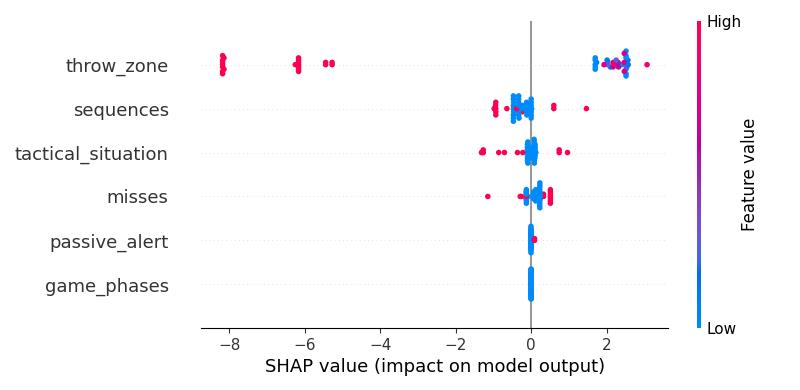 High
throw_zone
sequences
tactical_situation
misses
passive_alert
game_phases
Feature value
Low
−8 −6 −4 −2 0 2
SHAP value (impact on model output)